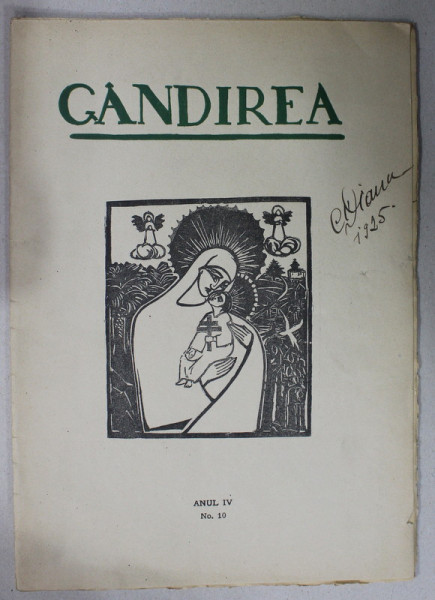 GÂNDIREA
Diana
1925.
ANUL IV
No. 10